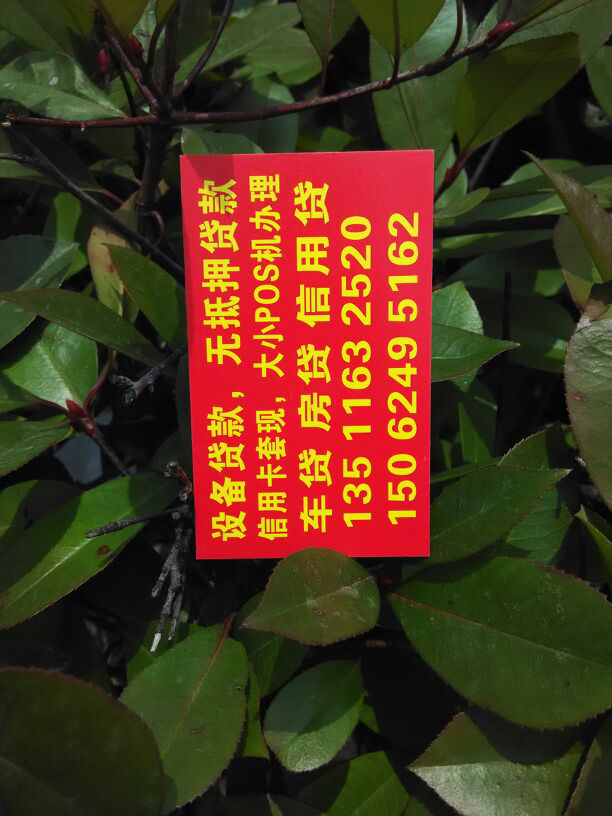 设备贷款，无抵押贷款
信用卡套现，大小POS机办理
车贷 房贷 信用贷
135 1163 2520
150 6249 5162